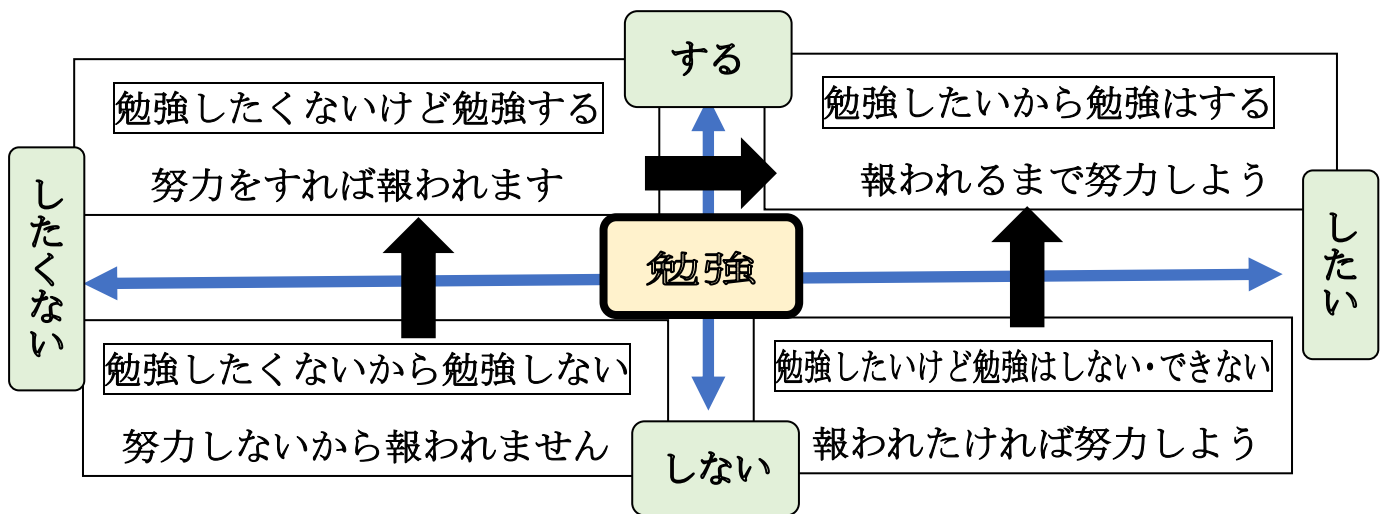 する
勉強したくないけど勉強する
努力をすれば報われます
勉強したいから勉強はする
報われるまで努力しよう
したくない
勉強
したい
勉強したくないから勉強しない
努力しないから報われません
勉強したいけど勉強はしない・できない
報われたければ努力しよう
しない